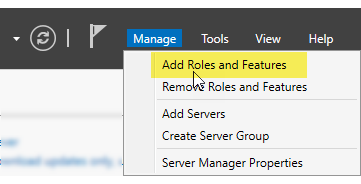 Manage Tools View Help
Add Roles and Features
Remove Roles and Features
Add Servers
Create Server Group
Server Manager Properties